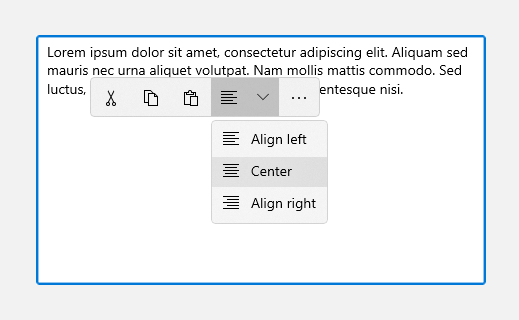 Lorem ipsum dolor sit amet, consectetur adipiscing elit. Aliquam sed
mauris nec urna aliquet volutpat. Nam mollis mattis commodo. Sed
luctus, entesque nisi.
Align left
Center
Align right